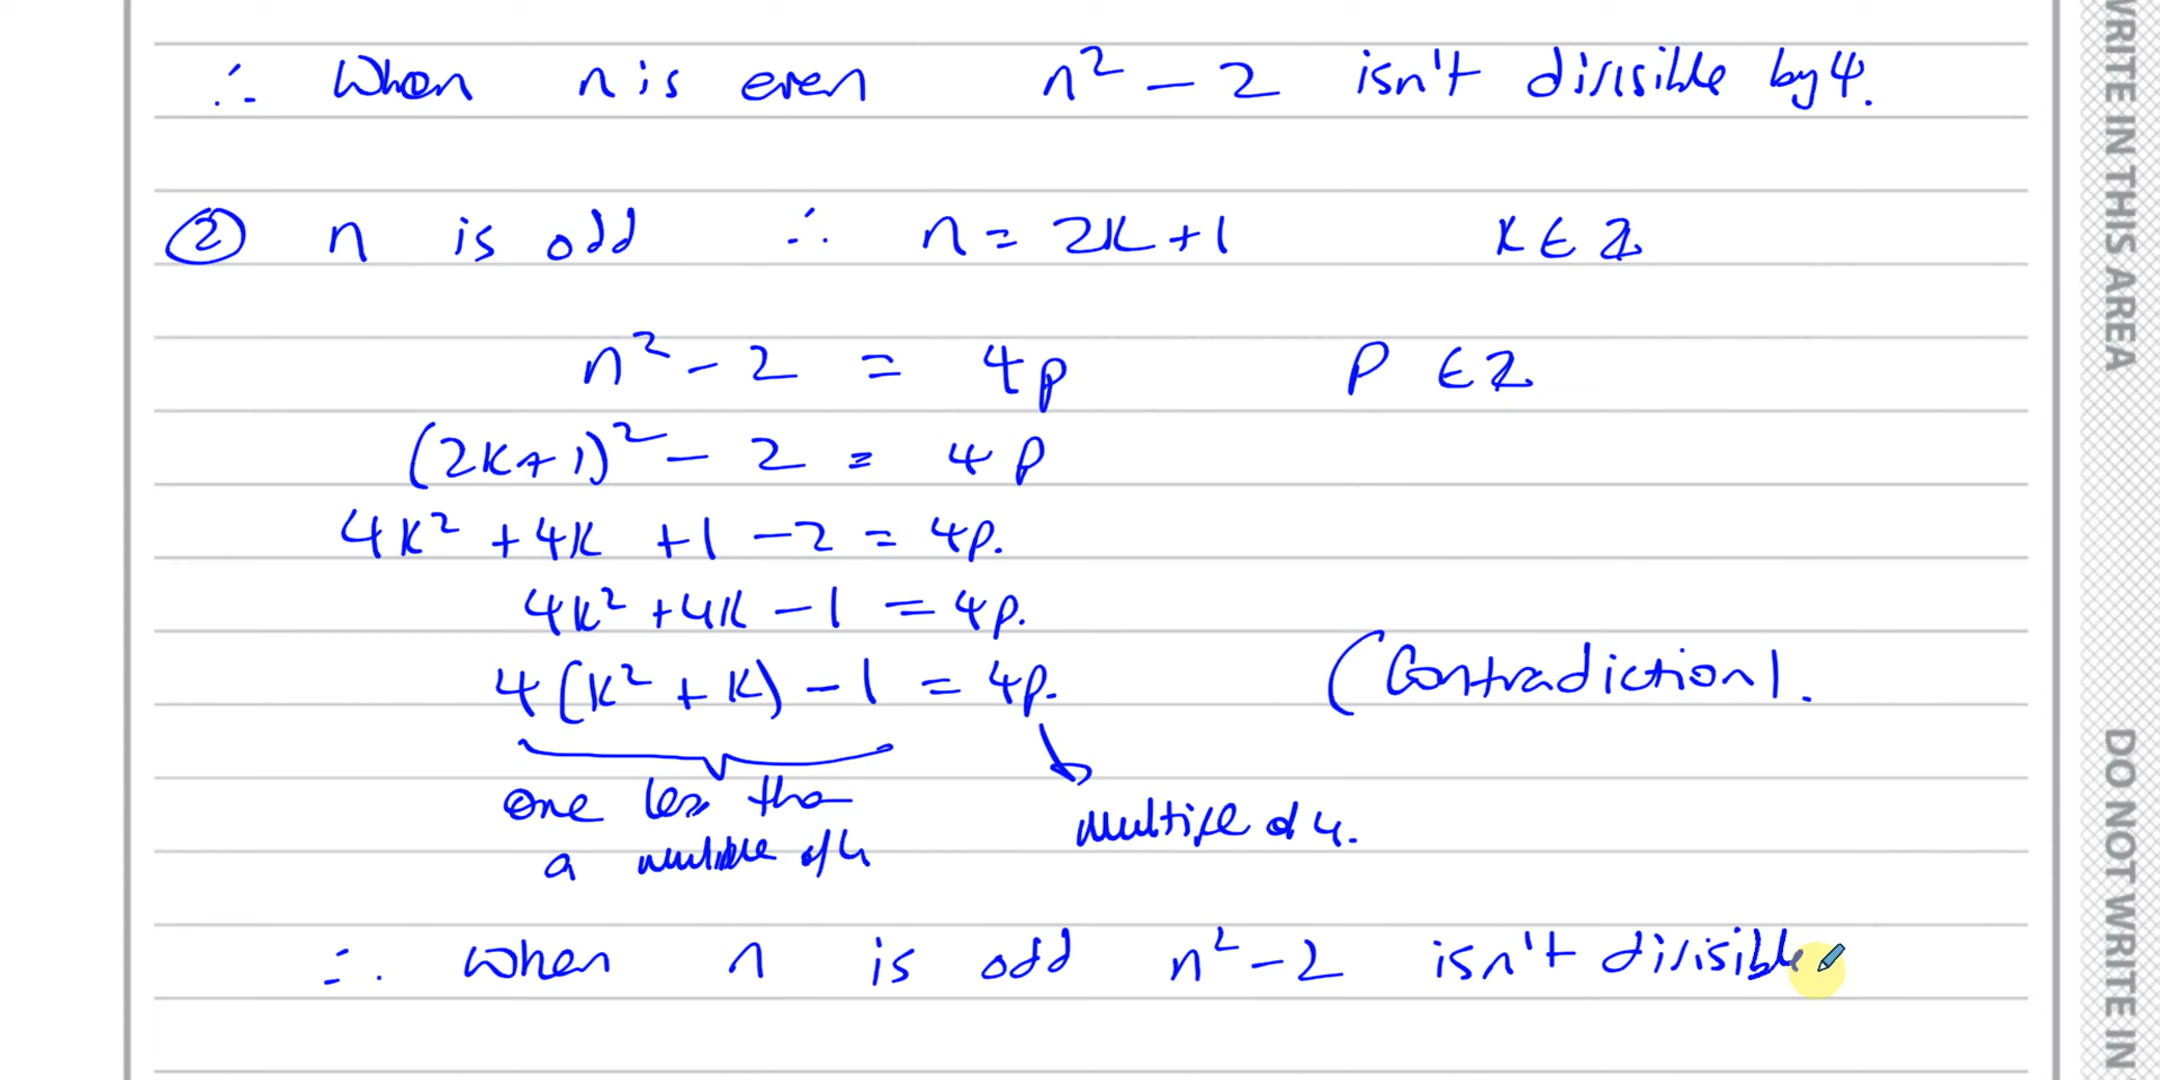 ∴ When n is even n² - 2 isn't divisible by 4.
② n is odd ∴ n = 2k+1 k ∈ ℤ
n² - 2 = 4p p ∈ ℤ
(2k+1)² - 2 = 4p
4k² + 4k + 1 - 2 = 4p.
4k² + 4k - 1 = 4p.
4(k² + k) - 1 = 4p. (Contradiction).
one less than
a multiple of 4
multiple of 4.
∴ when n is odd n² - 2 isn't divisible
WRITE IN THIS AREA
DO NOT WRITE IN